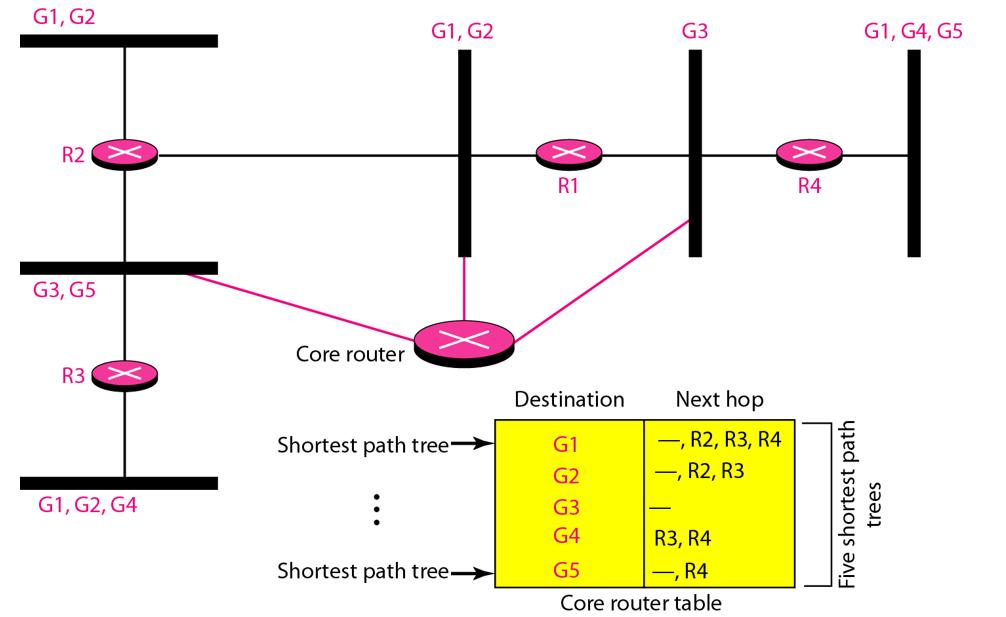 G1, G2
G1, G2
G3
G1, G4, G5
R2
R1
R4
G3, G5
Core router
R3
G1, G2, G4
Destination Next hop
Shortest path tree G1 —, R2, R3, R4
G2 —, R2, R3
G3 —
G4 R3, R4
Shortest path tree G5 —, R4
Core router table
Five shortest path
trees